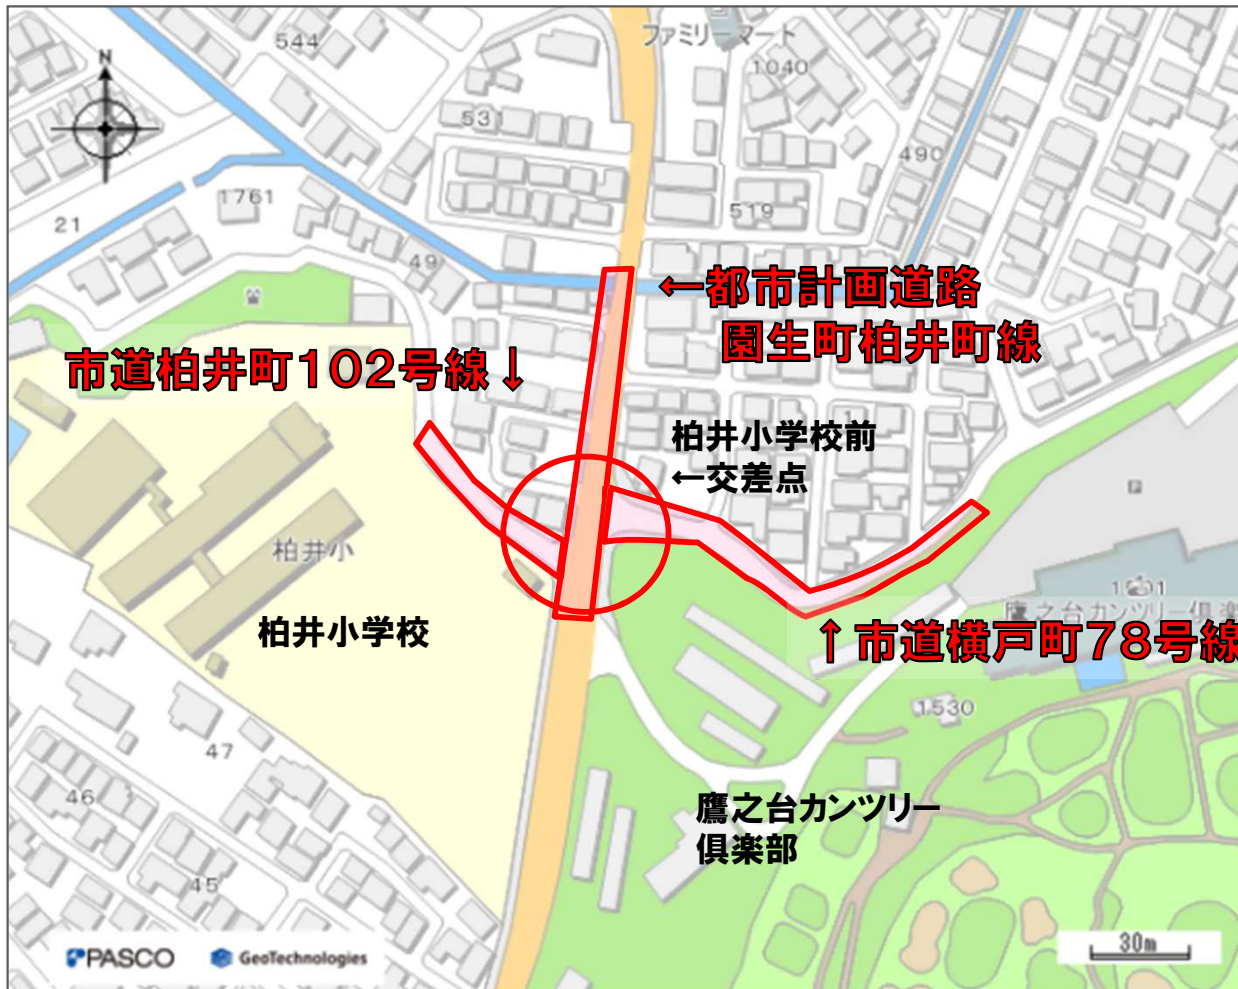 ファミリーマート
544
N
1040
531
490
1761
519
21
49
←都市計画道路
園生町柏井町線
市道柏井町102号線↓
柏井小学校前
←交差点
柏井小
柏井小学校
鷹之台カンツリー倶楽
↑市道横戸町78号線
1530
47
46
鷹之台カンツリー
倶楽部
45
30m
PASCO
GeoTechnologies